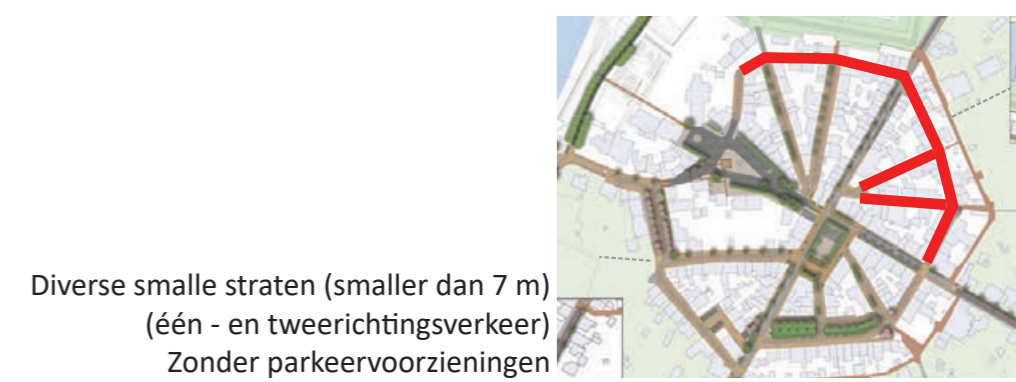 Diverse smalle straten (smaller dan 7 m)
(één - en tweerichtingsverkeer)
Zonder parkeervoorzieningen